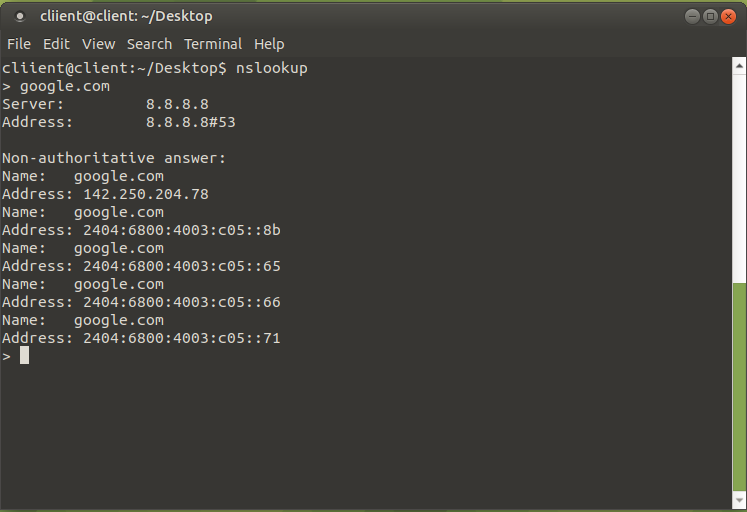 cliient@client: ~/Desktop
File Edit View Search Terminal Help
cliient@client:~/Desktop$ nslookup
> google.com
Server:         8.8.8.8
Address:        8.8.8.8#53
Non-authoritative answer:
Name:   google.com
Address: 142.250.204.78
Name:   google.com
Address: 2404:6800:4003:c05::8b
Name:   google.com
Address: 2404:6800:4003:c05::65
Name:   google.com
Address: 2404:6800:4003:c05::66
Name:   google.com
Address: 2404:6800:4003:c05::71
>